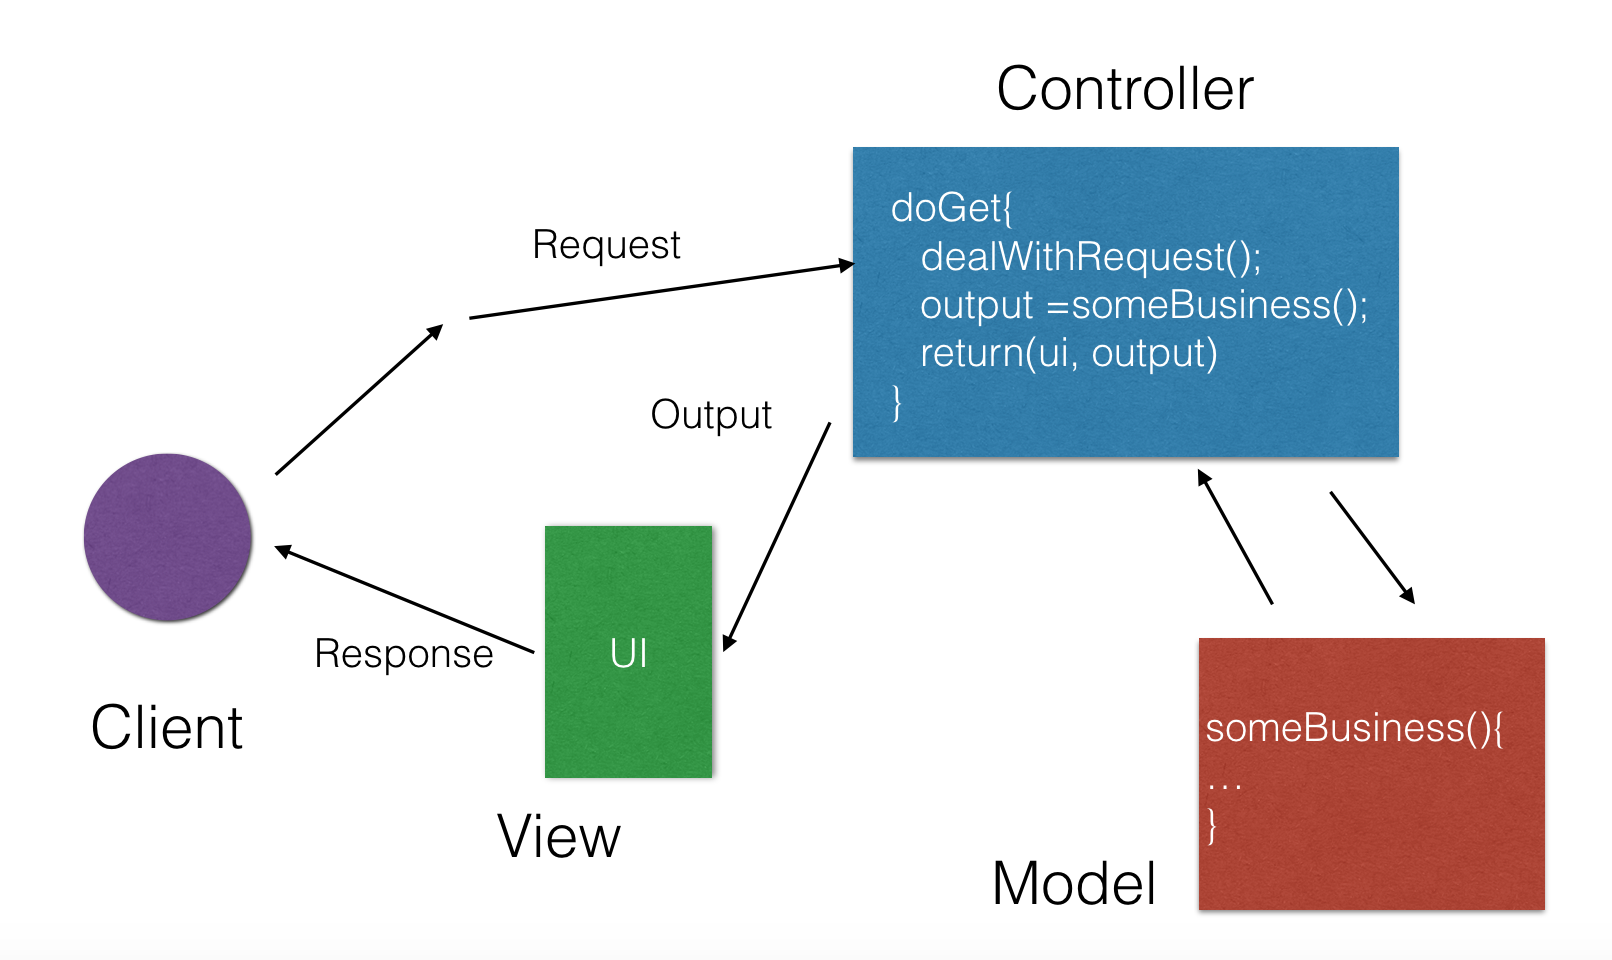 Controller
doGet{
dealWithRequest();
output =someBusiness();
return(ui, output)
}
Request
Output
Response
UI
Client
View
someBusiness(){
...
}
Model